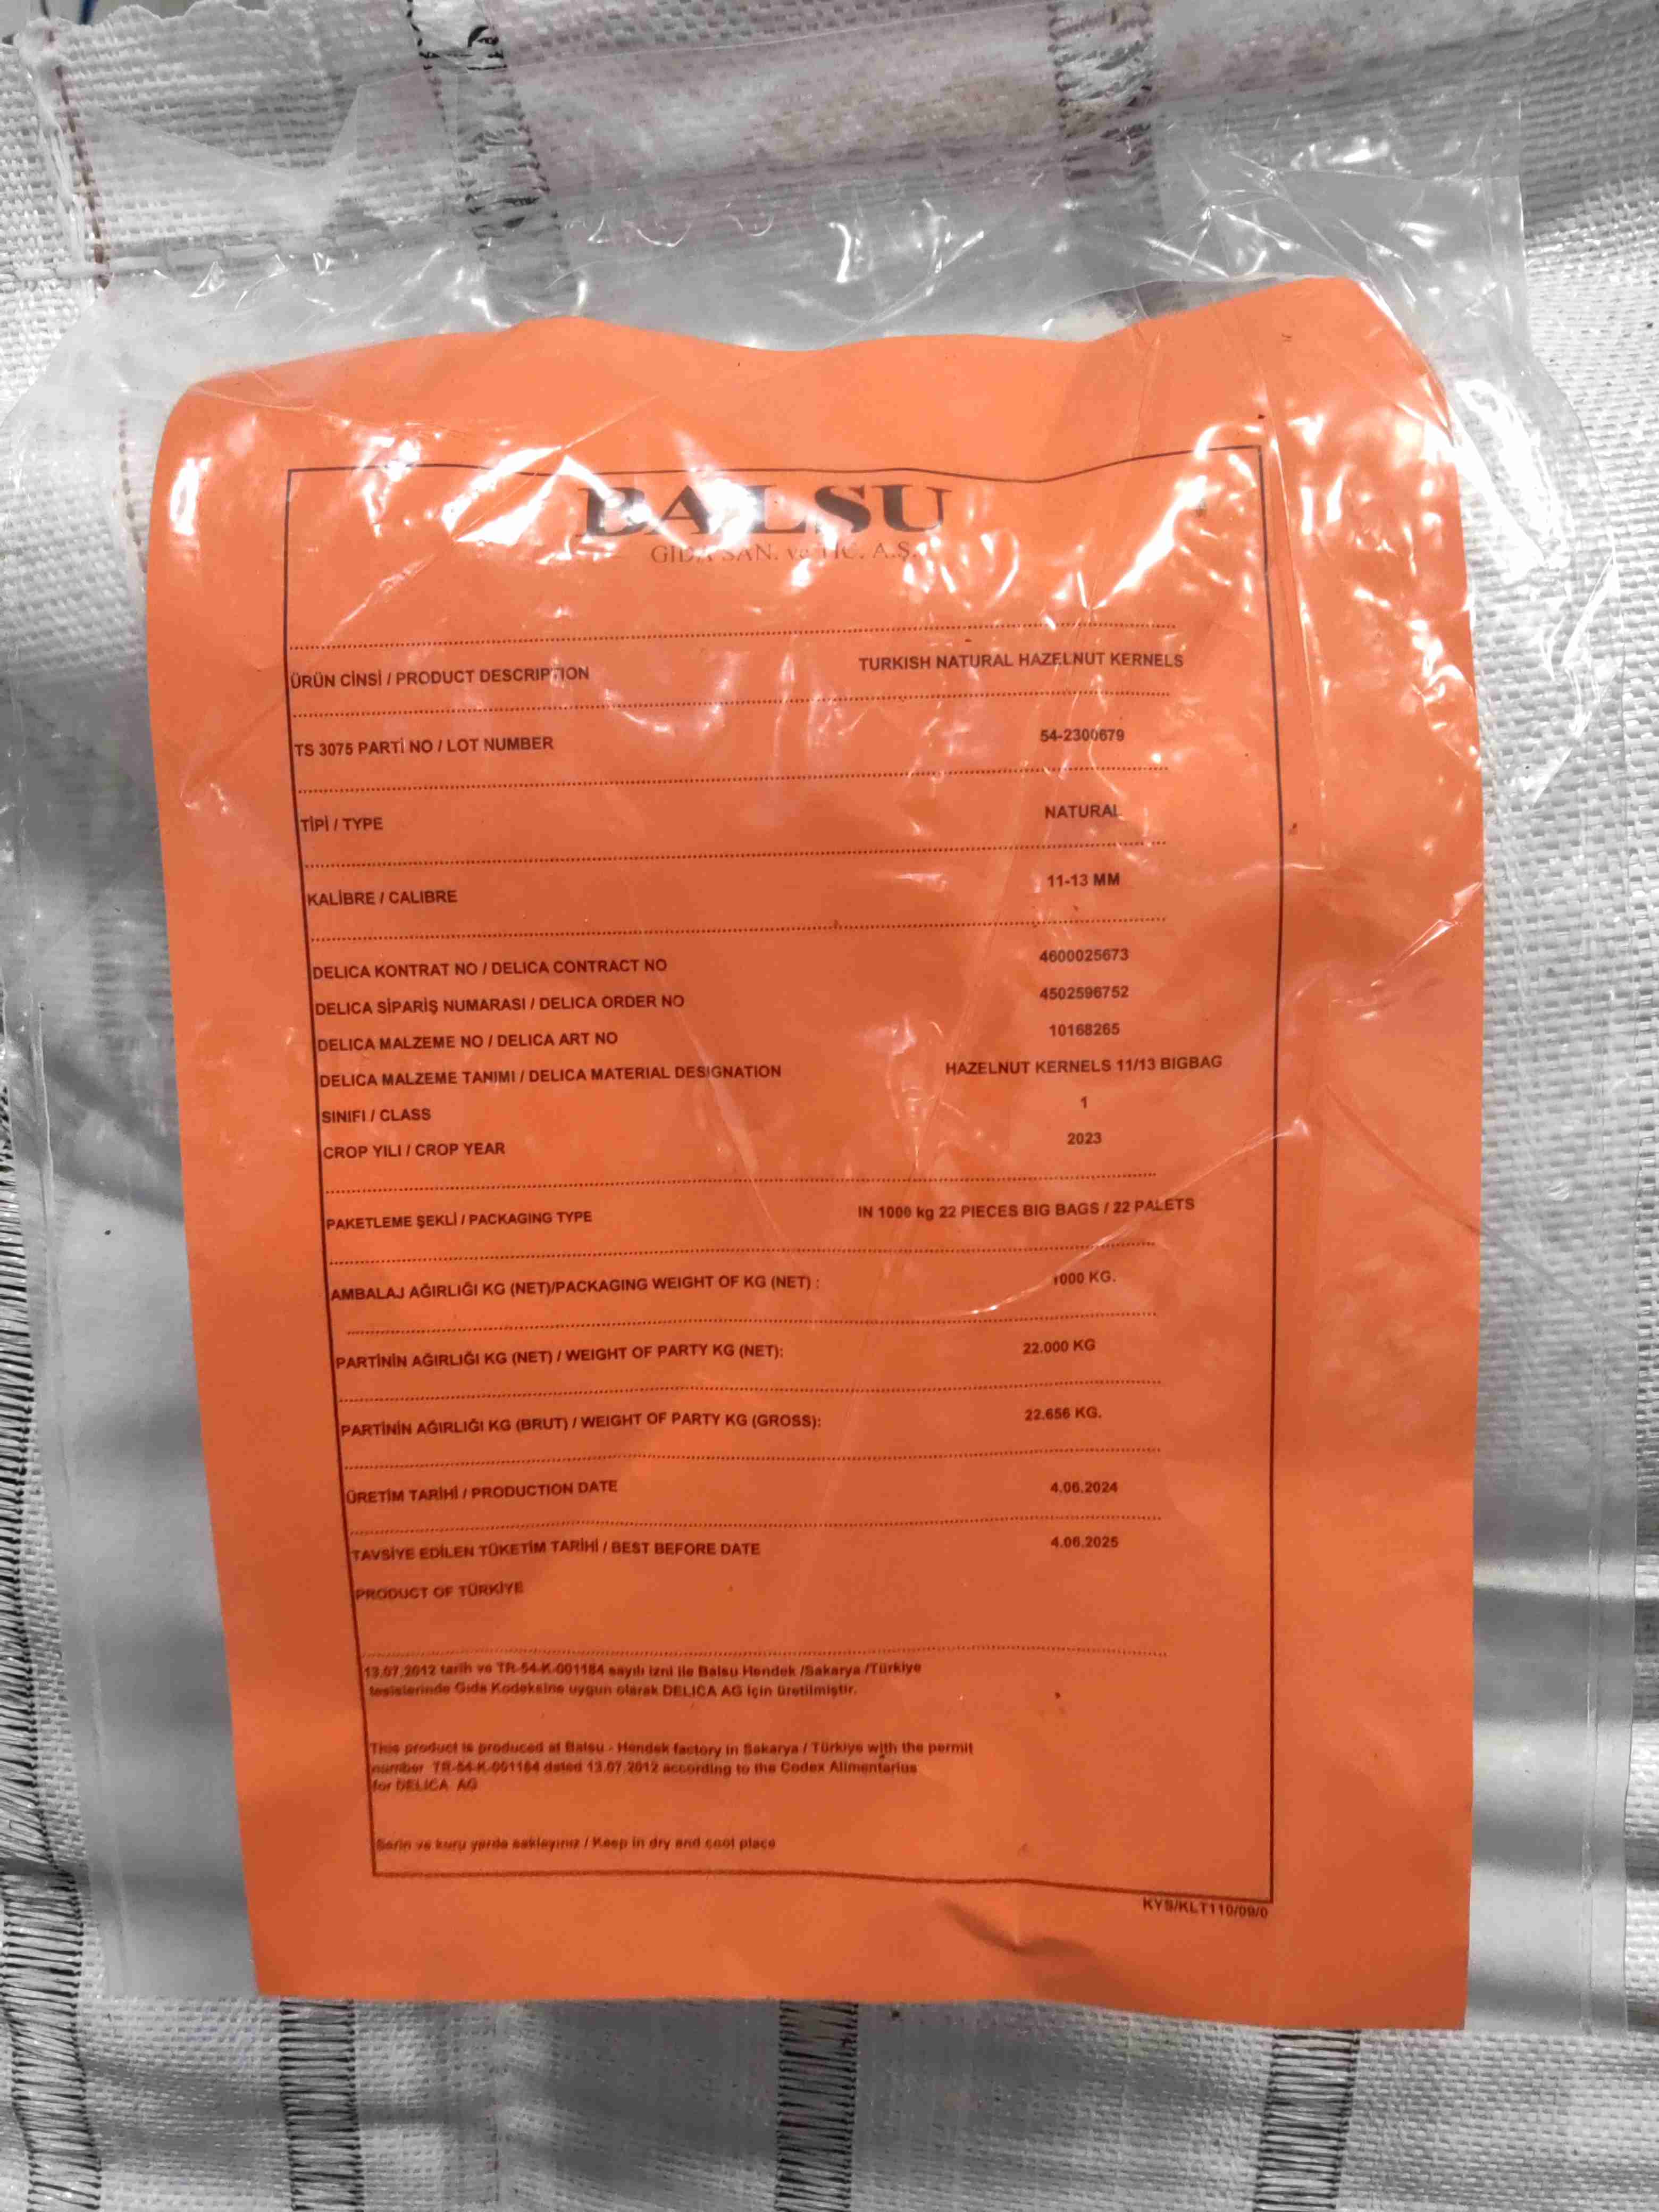 BALSU
GIDA SAN. ve TİC. A.Ş.
ÜRÜN CİNSİ / PRODUCT DESCRIPTION TURKISH NATURAL HAZELNUT KERNELS
TS 3075 PARTİ NO / LOT NUMBER 54-2300679
TİPİ / TYPE NATURAL
KALİBRE / CALIBRE 11-13 MM
DELICA KONTRAT NO / DELICA CONTRACT NO 4600025673
DELICA SİPARİŞ NUMARASI / DELICA ORDER NO 4502596752
DELICA MALZEME NO / DELICA ART NO 10168265
DELICA MALZEME TANIMI / DELICA MATERIAL DESIGNATION HAZELNUT KERNELS 11/13 BIGBAG
SINIFI / CLASS 1
CROP YILI / CROP YEAR 2023
PAKETLEME ŞEKLİ / PACKAGING TYPE IN 1000 kg 22 PIECES BIG BAGS / 22 PALETS
AMBALAJ AĞIRLIĞI KG (NET)/PACKAGING WEIGHT OF KG (NET) : 1000 KG.
PARTİNİN AĞIRLIĞI KG (NET) / WEIGHT OF PARTY KG (NET): 22.000 KG
PARTİNİN AĞIRLIĞI KG (BRUT) / WEIGHT OF PARTY KG (GROSS): 22.656 KG.
ÜRETİM TARİHİ / PRODUCTION DATE 4.06.2024
TAVSİYE EDİLEN TÜKETİM TARİHİ / BEST BEFORE DATE 4.06.2025
PRODUCT OF TÜRKİYE
13.07.2012 tarih ve TR-54-K-001184 sayılı izni ile Balsu Hendek /Sakarya /Türkiye
tesislerinde Gıda Kodeksine uygun olarak DELICA AG için üretilmiştir.
This product is produced at Balsu - Hendek factory in Sakarya / Türkiye with the permit
number TR-54-K-001184 dated 13.07.2012 according to the Codex Alimentarius
for DELICA AG
Serin ve kuru yerde saklayınız / Keep in dry and cool place
KYS/KLT110/09/0